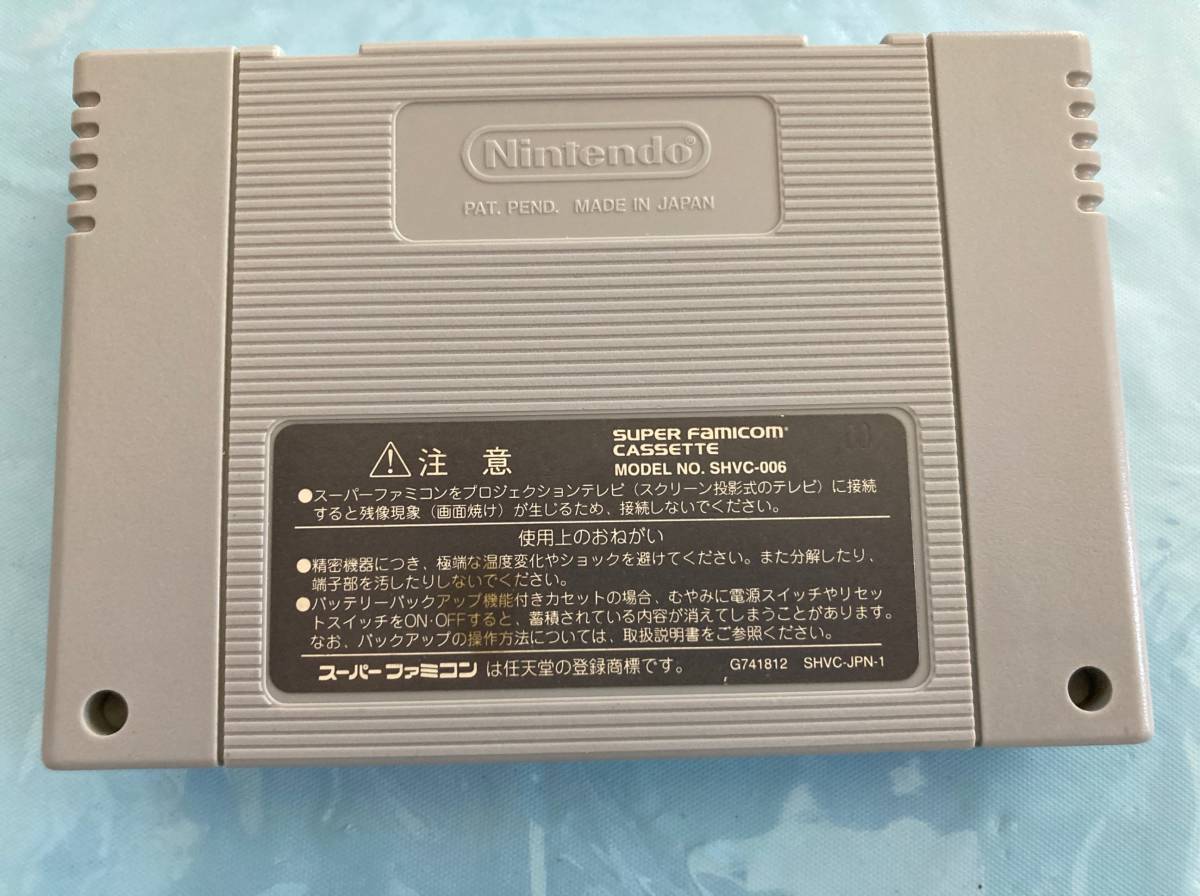 Nintendo®
PAT. PEND. MADE IN JAPAN
注意
SUPER FAMICOM®
CASSETTE
MODEL NO. SHVC-006
●スーパーファミコンをプロジェクションテレビ（スクリーン投影式のテレビ）に接続
すると残像現象（画面焼け）が生じるため、接続しないでください。
使用上のおねがい
●精密機器につき、極端な温度変化やショックを避けてください。また分解したり、
端子部を汚したりしないでください。
●バッテリーバックアップ機能付きカセットの場合、むやみに電源スイッチやリセッ
トスイッチをON・OFFすると、蓄積されている内容が消えてしまうことがあります。
なお、バックアップの操作方法については、取扱説明書をご参照ください。
スーパーファミコン は任天堂の登録商標です。 G741812 SHVC-JPN-1